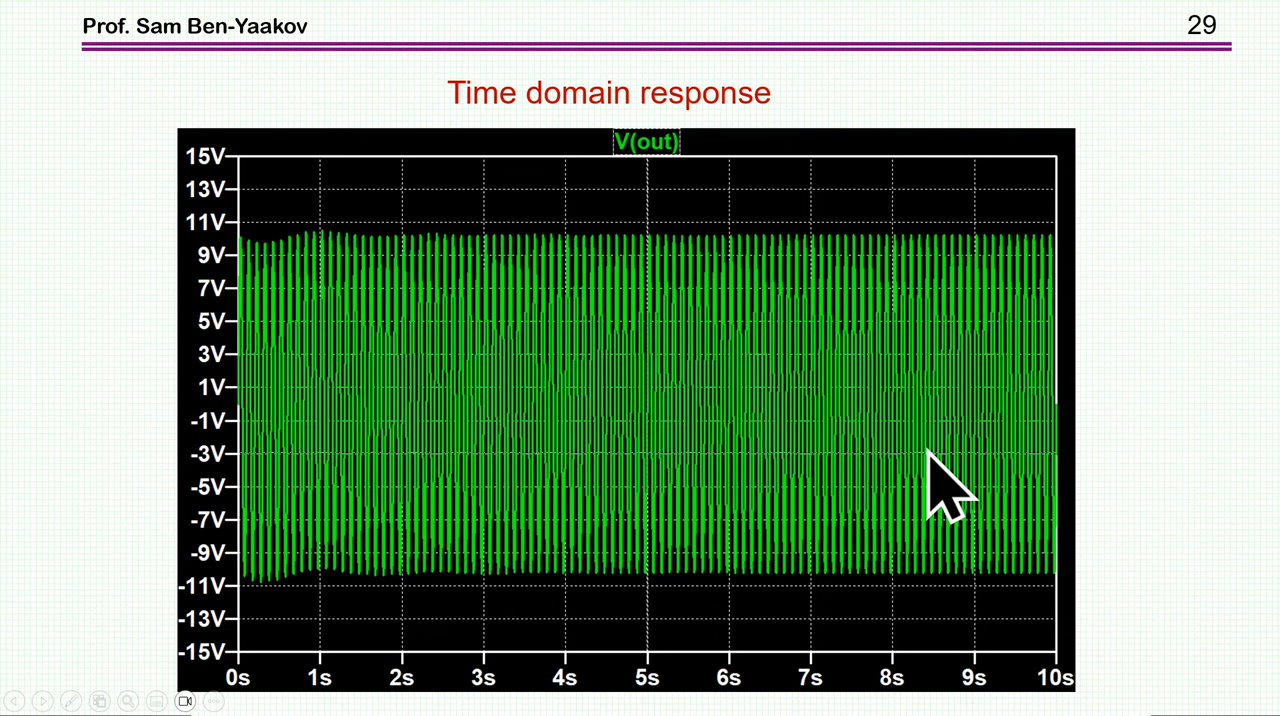 Prof. Sam Ben-Yaakov
29
Time domain response
V(out)
15V
13V
11V
9V
7V
5V
3V
1V
-1V
-3V
-5V
-7V
-9V
-11V
-13V
-15V
0s 1s 2s 3s 4s 5s 6s 7s 8s 9s 10s